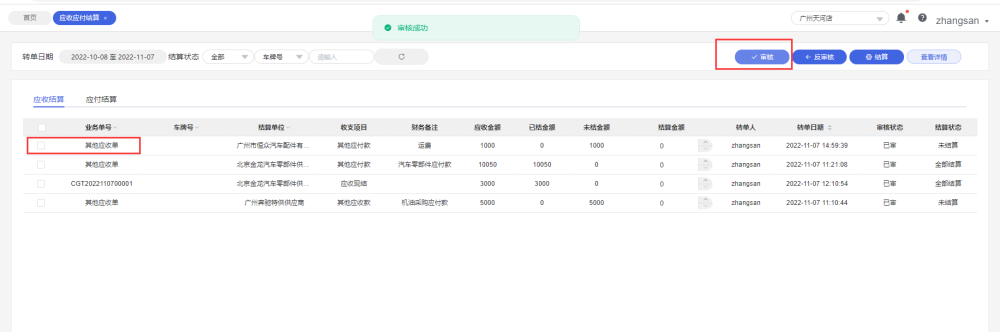 首页 应收应付结算 ×
审核成功
广州天河店 zhangsan
转单日期 2022-10-08 至 2022-11-07 结算状态 全部 车牌号 请输入
审核 反审核 结算 查看详情
应收结算 应付结算
业务单号 车牌号 结算单位 收支项目 财务备注 应收金额 已结金额 未结金额 结算金额 转单人 转单日期 审核状态 结算状态
其他应收单 广州市恒众汽车配件有... 其他应付款 运费 1000 0 1000 0 zhangsan 2022-11-07 14:59:39 已审 未结算
其他应收单 北京金龙汽车零部件供... 其他应付款 汽车零部件应付款 10050 10050 0 0 zhangsan 2022-11-07 11:21:08 已审 全部结算
CGT2022110700001 北京金龙汽车零部件供... 应收现结 3000 3000 0 0 zhangsan 2022-11-07 12:10:54 已审 全部结算
其他应收单 广州奔驰特供供应商 其他应收款 机油采购应付款 5000 0 5000 0 zhangsan 2022-11-07 11:10:44 已审 未结算